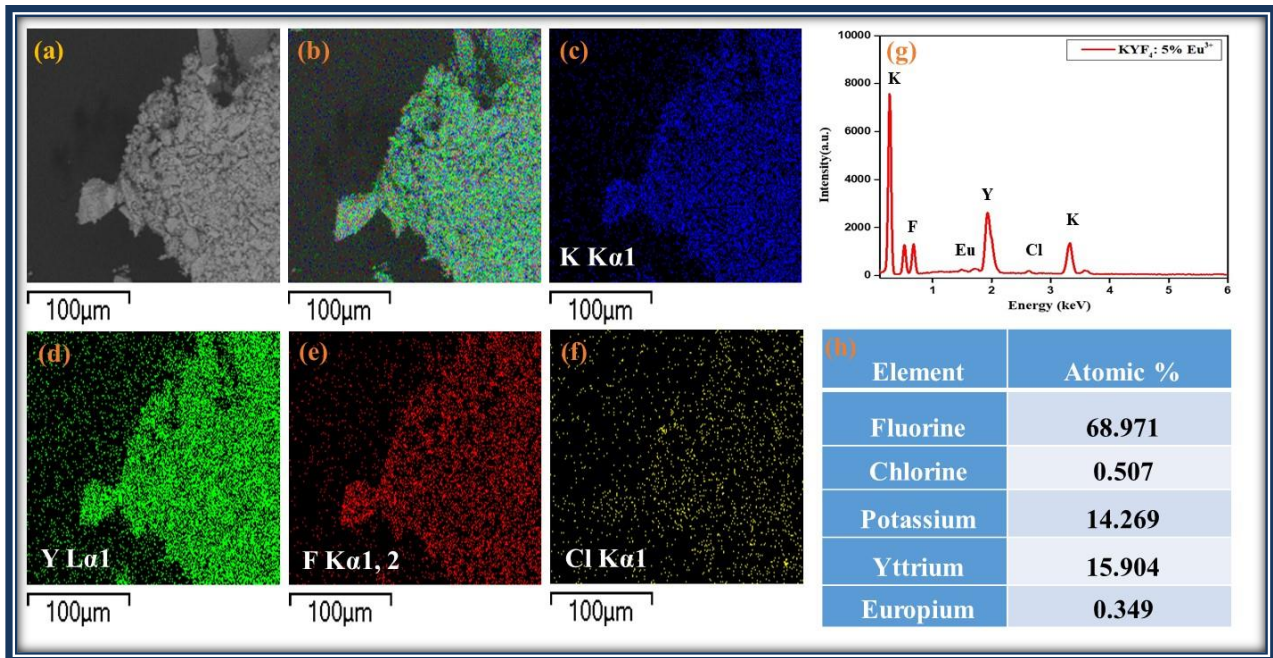 (a)
100µm
(b)
100µm
(c)
K Kα1
100µm
(d)
Y Lα1
100µm
(e)
F Kα1, 2
100µm
(f)
Cl Kα1
100µm
(g)
KYF₄: 5% Eu³⁺
10000
8000
6000
4000
2000
0
Intensity(a.u.)
K
F
Eu
Y
Cl
K
1 2 3 4 5 6
Energy (keV)
(h)
Element Atomic %
Fluorine 68.971
Chlorine 0.507
Potassium 14.269
Yttrium 15.904
Europium 0.349